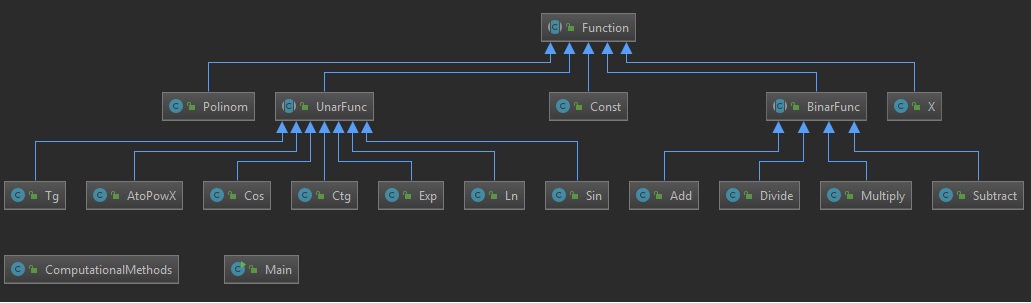 Function
Polinom UnarFunc Const BinarFunc X
Tg AtoPowX Cos Ctg Exp Ln Sin Add Divide Multiply Subtract
ComputationalMethods Main